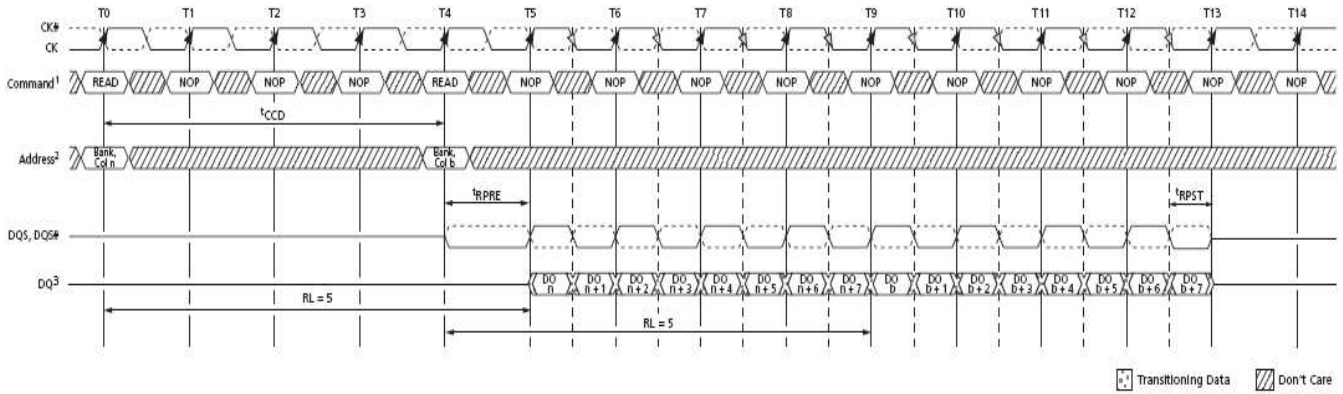 T0 T1 T2 T3 T4 T5 T6 T7 T8 T9 T10 T11 T12 T13 T14
CK#
CK
Command1 READ NOP NOP NOP READ NOP NOP NOP NOP NOP NOP NOP NOP NOP NOP
tCCD
Address2 Bank, Col n Bank, Col b
tRPRE tRPST
DQS, DQS#
DQ3 DO n DO n + 1 DO n + 2 DO n + 3 DO n + 4 DO n + 5 DO n + 6 DO n + 7 DO b DO b + 1 DO b + 2 DO b + 3 DO b + 4 DO b + 5 DO b + 6 DO b + 7
RL = 5
RL = 5
Transitioning Data Don't Care